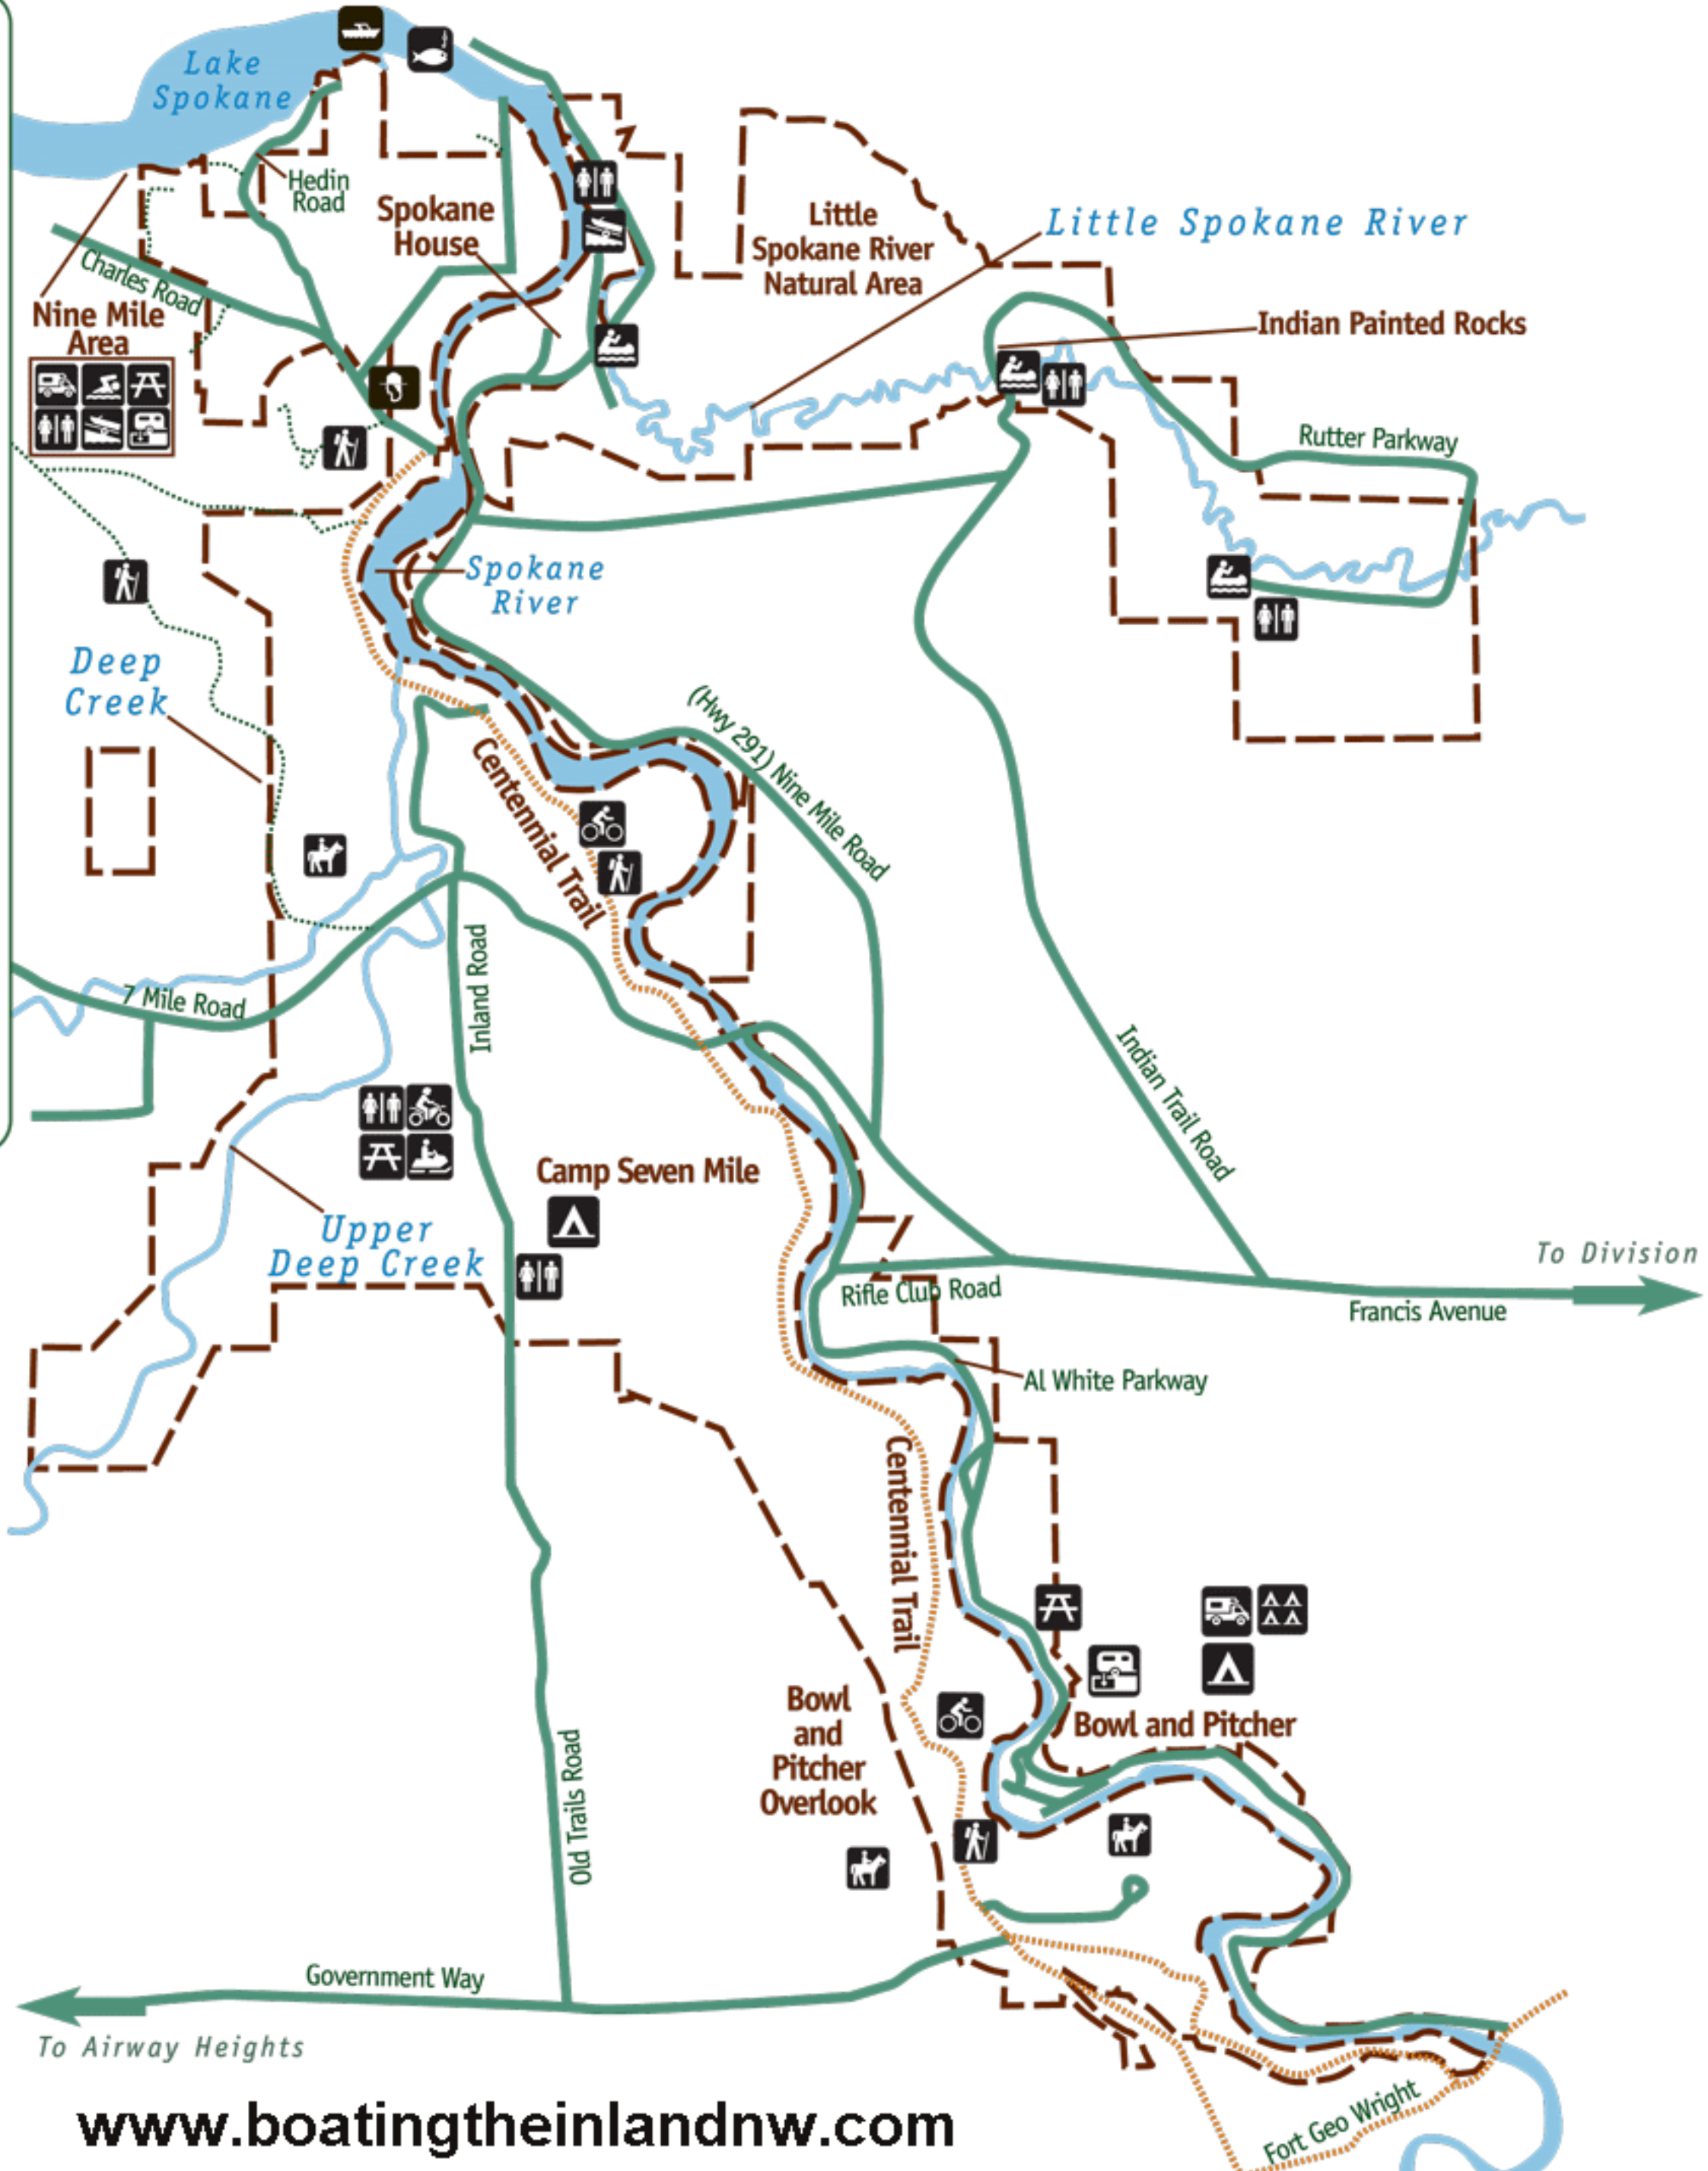 Lake
Spokane
Hedin
Road
Spokane
House
Little
Spokane River
Natural Area
Little Spokane River
Charles Road
Nine Mile
Area
Indian Painted Rocks
Rutter Parkway
Spokane
River
Deep
Creek
(Hwy 291) Nine Mile Road
Centennial Trail
7 Mile Road
Inland Road
Indian Trail Road
Camp Seven Mile
Upper
Deep Creek
To Division
Rifle Club Road
Francis Avenue
Al White Parkway
Centennial Trail
Bowl
and
Pitcher
Overlook
Bowl and Pitcher
Old Trails Road
Government Way
To Airway Heights
Fort Geo Wright
www.boatingtheinlandnw.com